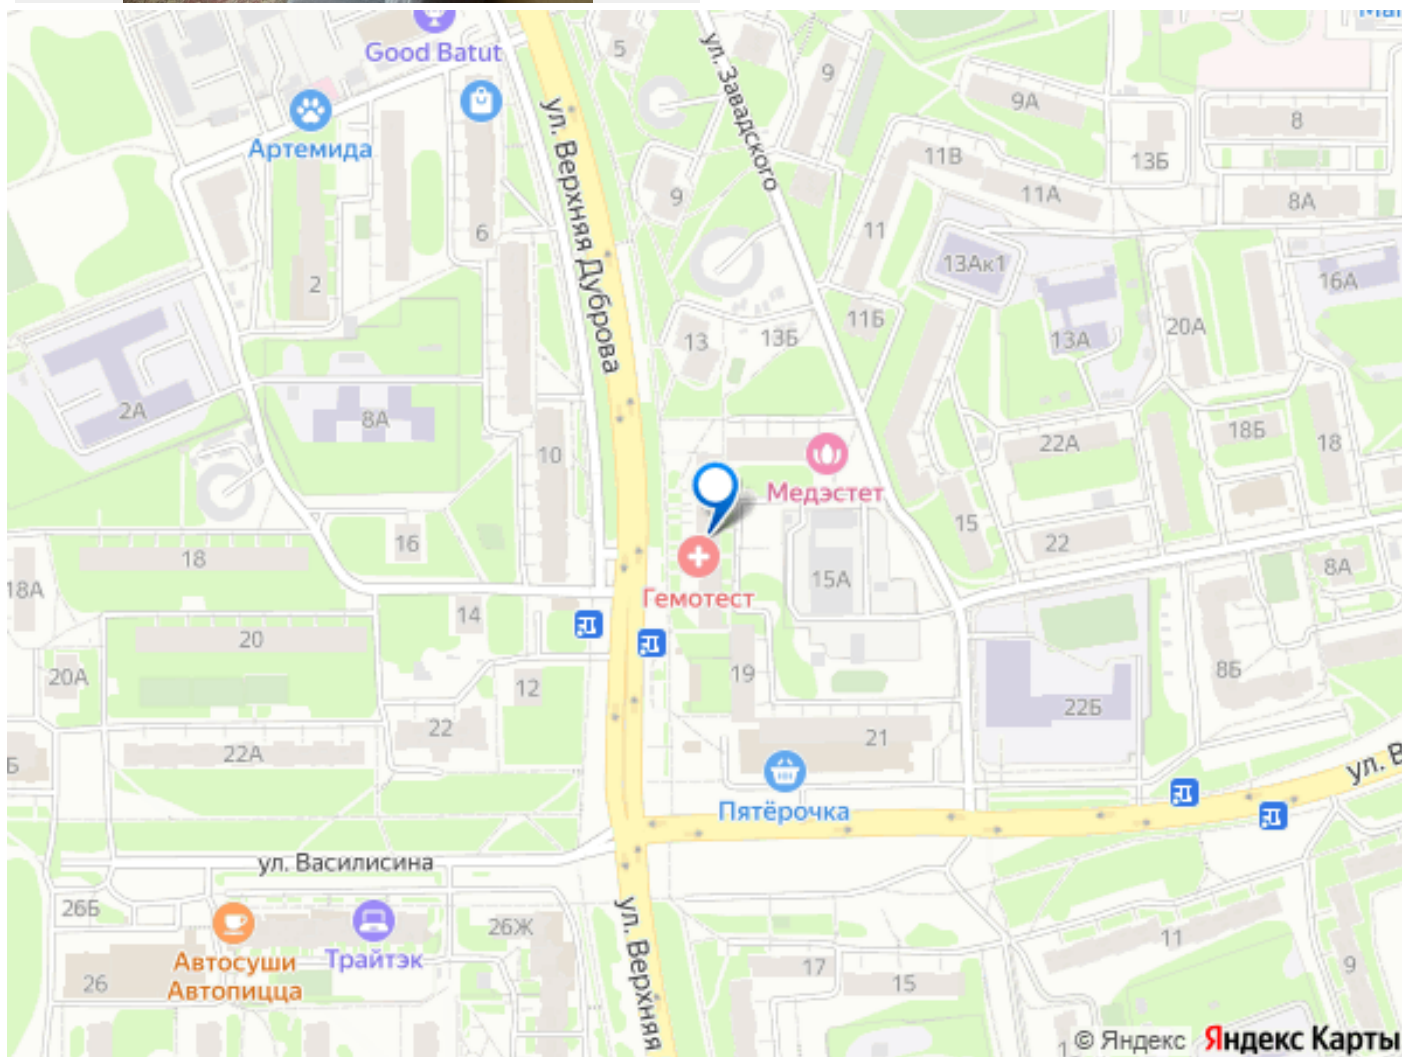 Good Batut
5
9
ул. Завадского
9А
8
Артемида
ул. Верхняя Дуброва
11В
13Б
9
11А
8А
6
11
2
13Ак1
16А
11Б
20А
13
13Б
13А
2А
8А
18Б
18
22А
10
Медэстет
15
16
22
18
18А
15А
8А
Гемотест
14
20
19
20А
12
8Б
22Б
22
21
22А
Б
ул. В
Пятёрочка
ул. Василисина
26Б
26Ж
ул. Верхняя
11
Автосуши
Автопицца
Трайтэк
17
15
9
26
© Яндекс Яндекс Карты